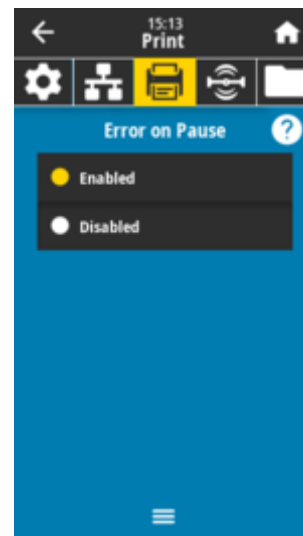 15:13
Print
Error on Pause
?
Enabled
Disabled